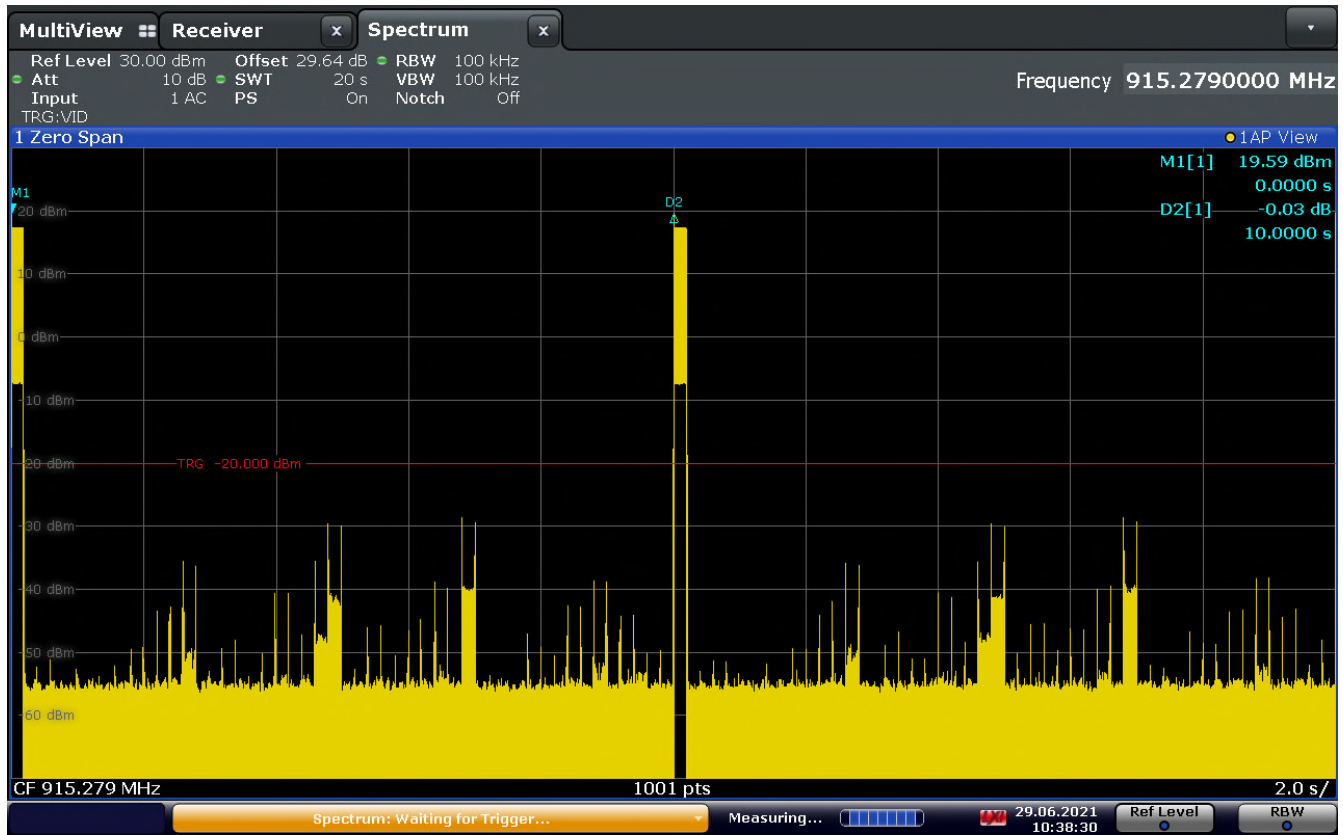 MultiView Receiver X Spectrum X
Ref Level 30.00 dBm Offset 29.64 dB RBW 100 kHz
Att 10 dB SWT 20 s VBW 100 kHz
Input 1 AC PS On Notch Off
TRG:VID
Frequency 915.2790000 MHz
1 Zero Span 1AP View
M1[1] 19.59 dBm
0.0000 s
D2[1] -0.03 dB
10.0000 s
M1
D2
20 dBm
10 dBm
0 dBm
-10 dBm
-20 dBm TRG -20.000 dBm
-30 dBm
-40 dBm
-50 dBm
-60 dBm
CF 915.279 MHz 1001 pts 2.0 s/
Spectrum: Waiting for Trigger... Measuring... 29.06.2021 Ref Level RBW
10:38:30